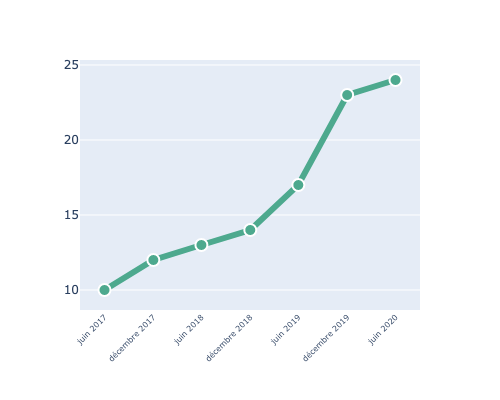 25
20
15
10
juin 2017
décembre 2017
juin 2018
décembre 2018
juin 2019
décembre 2019
juin 2020